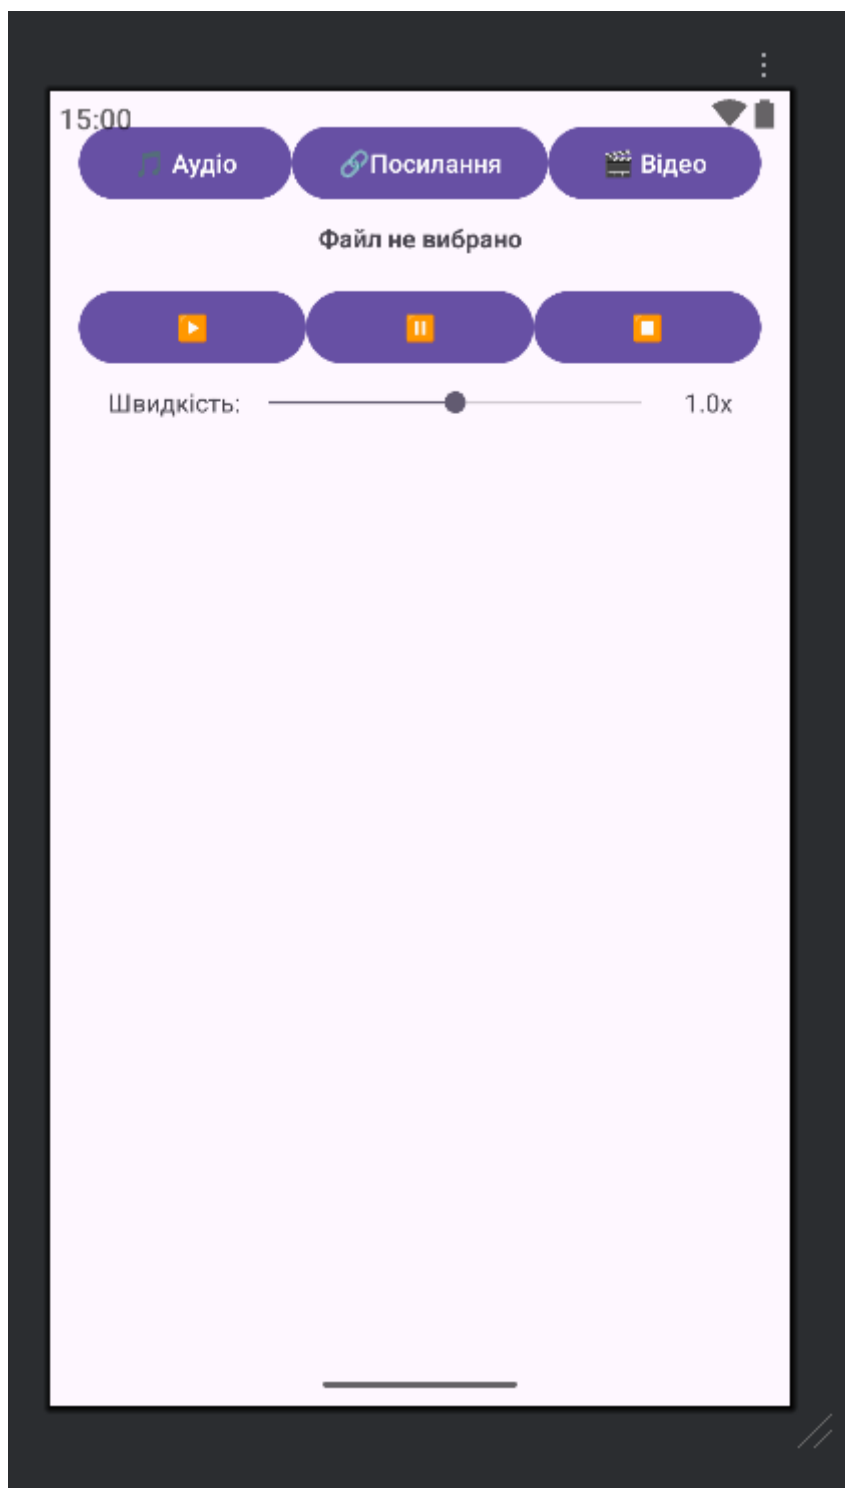 15:00
🎵 Аудіо 🔗Посилання 🎬 Відео
Файл не вибрано
▶️ ⏸️ ⏹️
Швидкість: 1.0x